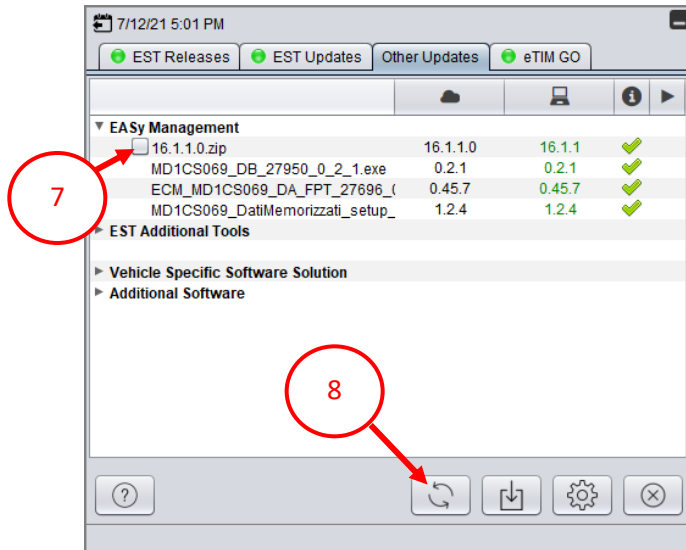 7/12/21 5:01 PM
EST Releases EST Updates Other Updates eTIM GO
EASy Management
16.1.1.0.zip 16.1.1.0 16.1.1
7
MD1CS069_DB_27950_0_2_1.exe 0.2.1 0.2.1
ECM_MD1CS069_DA_FPT_27696_( 0.45.7 0.45.7
MD1CS069_DatiMemorizzati_setup_ 1.2.4 1.2.4
EST Additional Tools
Vehicle Specific Software Solution
Additional Software
8
?